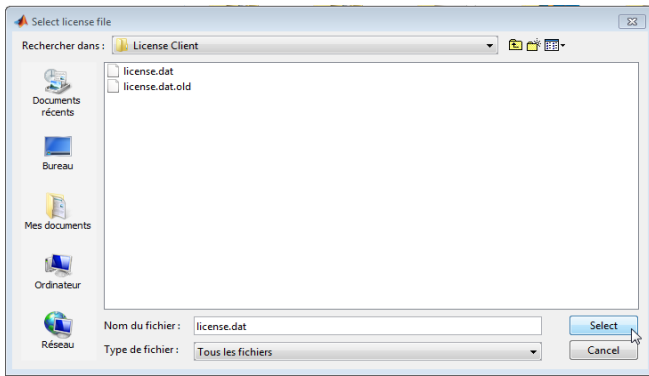 Select license file
Rechercher dans : License Client
license.dat
license.dat.old
Documents
récents
Bureau
Mes documents
Ordinateur
Réseau
Nom du fichier : license.dat Select
Type de fichier : Tous les fichiers Cancel